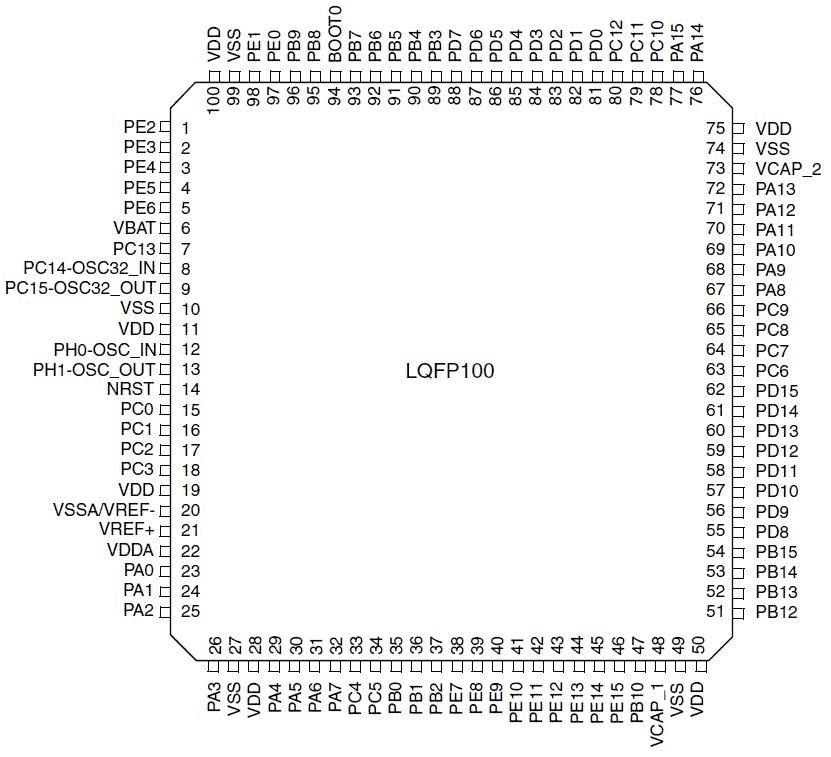 VDD VSS PE1 PE0 PB9 PB8 BOOT0 PB7 PB6 PB5 PB4 PB3 PD7 PD6 PD5 PD4 PD3 PD2 PD1 PD0 PC12 PC11 PC10 PA15 PA14
100 99 98 97 96 95 94 93 92 91 90 89 88 87 86 85 84 83 82 81 80 79 78 77 76
PE2 1 75 VDD
PE3 2 74 VSS
PE4 3 73 VCAP_2
PE5 4 72 PA13
PE6 5 71 PA12
VBAT 6 70 PA11
PC13 7 69 PA10
PC14-OSC32_IN 8 68 PA9
PC15-OSC32_OUT 9 67 PA8
VSS 10 66 PC9
VDD 11 65 PC8
PH0-OSC_IN 12 64 PC7
PH1-OSC_OUT 13 LQFP100 63 PC6
NRST 14 62 PD15
PC0 15 61 PD14
PC1 16 60 PD13
PC2 17 59 PD12
PC3 18 58 PD11
VDD 19 57 PD10
VSSA/VREF- 20 56 PD9
VREF+ 21 55 PD8
VDDA 22 54 PB15
PA0 23 53 PB14
PA1 24 52 PB13
PA2 25 51 PB12
26 27 28 29 30 31 32 33 34 35 36 37 38 39 40 41 42 43 44 45 46 47 48 49 50
PA3 VSS VDD PA4 PA5 PA6 PA7 PC4 PC5 PB0 PB1 PB2 PE7 PE8 PE9 PE10 PE11 PE12 PE13 PE14 PE15 PB10 VCAP_1 VSS VDD